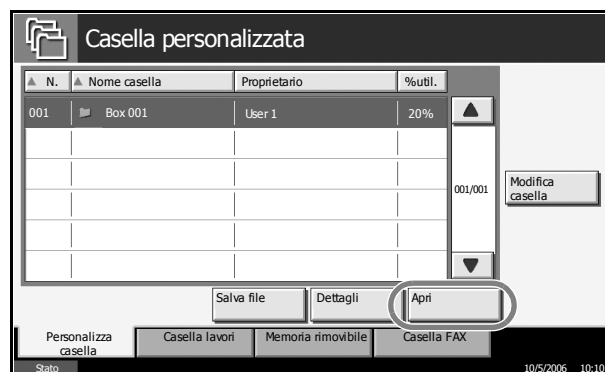 Casella personalizzata
N. Nome casella Proprietario %util.
001 Box 001 User 1 20%
001/001
Modifica
casella
Salva file Dettagli Apri
Personalizza
casella
Casella lavori Memoria rimovibile Casella FAX
Stato 10/5/2006 10:10